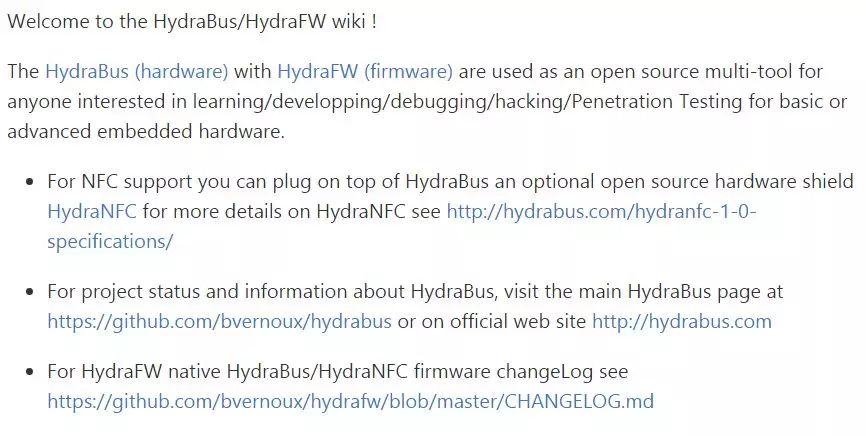 Welcome to the HydraBus/HydraFW wiki !
The HydraBus (hardware) with HydraFW (firmware) are used as an open source multi-tool for
anyone interested in learning/developping/debugging/hacking/Penetration Testing for basic or
advanced embedded hardware.
• For NFC support you can plug on top of HydraBus an optional open source hardware shield
HydraNFC for more details on HydraNFC see http://hydrabus.com/hydranfc-1-0-
specifications/
• For project status and information about HydraBus, visit the main HydraBus page at
https://github.com/bvernoux/hydrabus or on official web site http://hydrabus.com
• For HydraFW native HydraBus/HydraNFC firmware changeLog see
https://github.com/bvernoux/hydrafw/blob/master/CHANGELOG.md